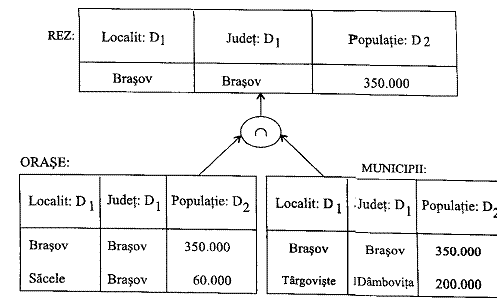 REZ: Localit: D1 Județ: D1 Populație: D2
Brașov Brașov 350.000
∩
ORAȘE: MUNICIPII:
Localit: D1 Județ: D1 Populație: D2 Localit: D1 Județ: D1 Populație: D2
Brașov Brașov 350.000 Brașov Brașov 350.000
Săcele Brașov 60.000 Târgoviște Dâmbovița 200.000